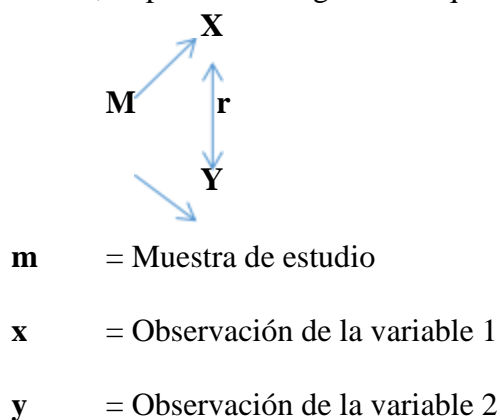 X
M r
Y
m = Muestra de estudio
x = Observación de la variable 1
y = Observación de la variable 2